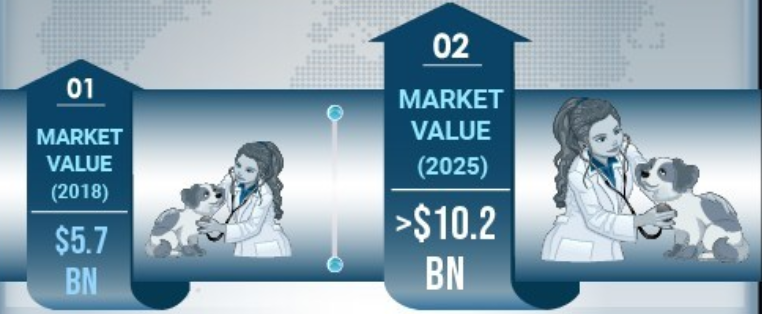 01
MARKET
VALUE
(2018)
$5.7
BN
02
MARKET
VALUE
(2025)
>$10.2
BN